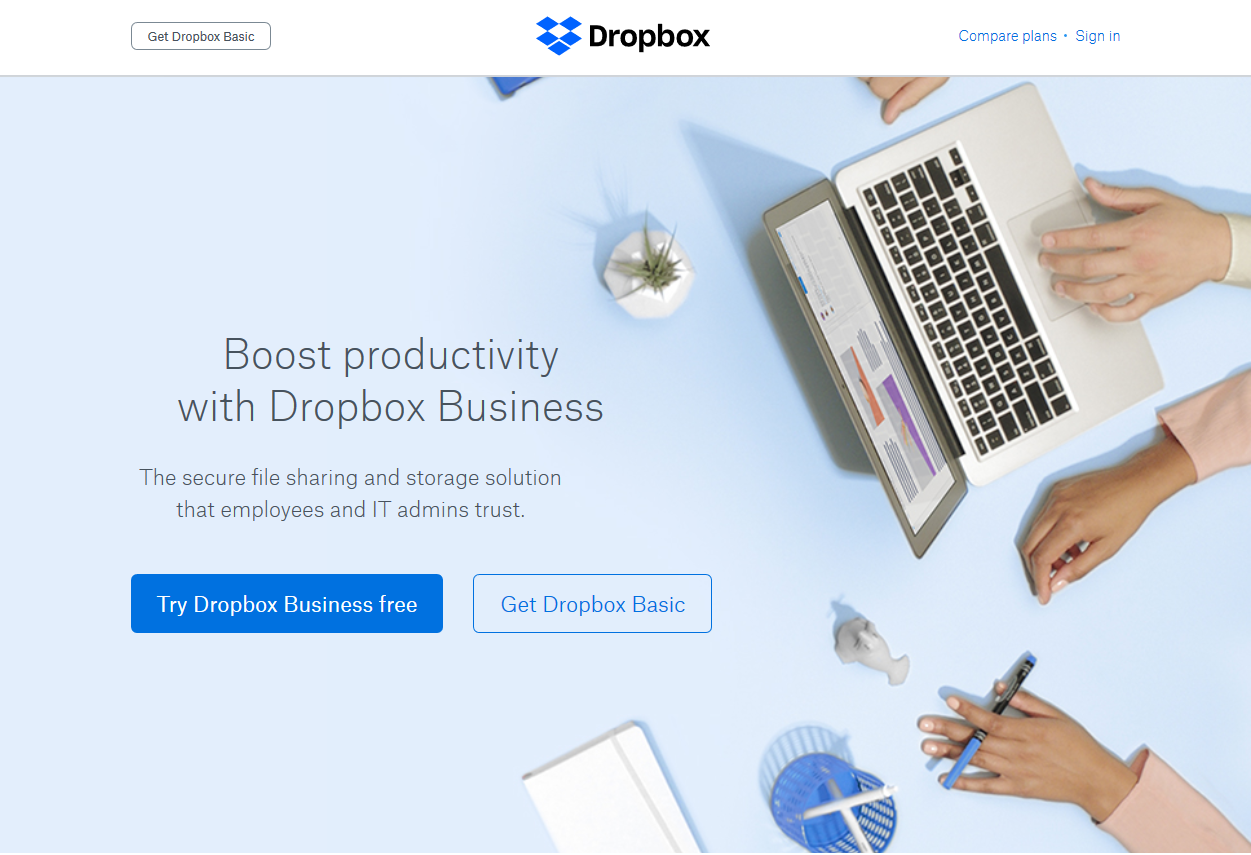 Get Dropbox Basic
Dropbox
Compare plans • Sign in
Boost productivity
with Dropbox Business
The secure file sharing and storage solution
that employees and IT admins trust.
Try Dropbox Business free
Get Dropbox Basic